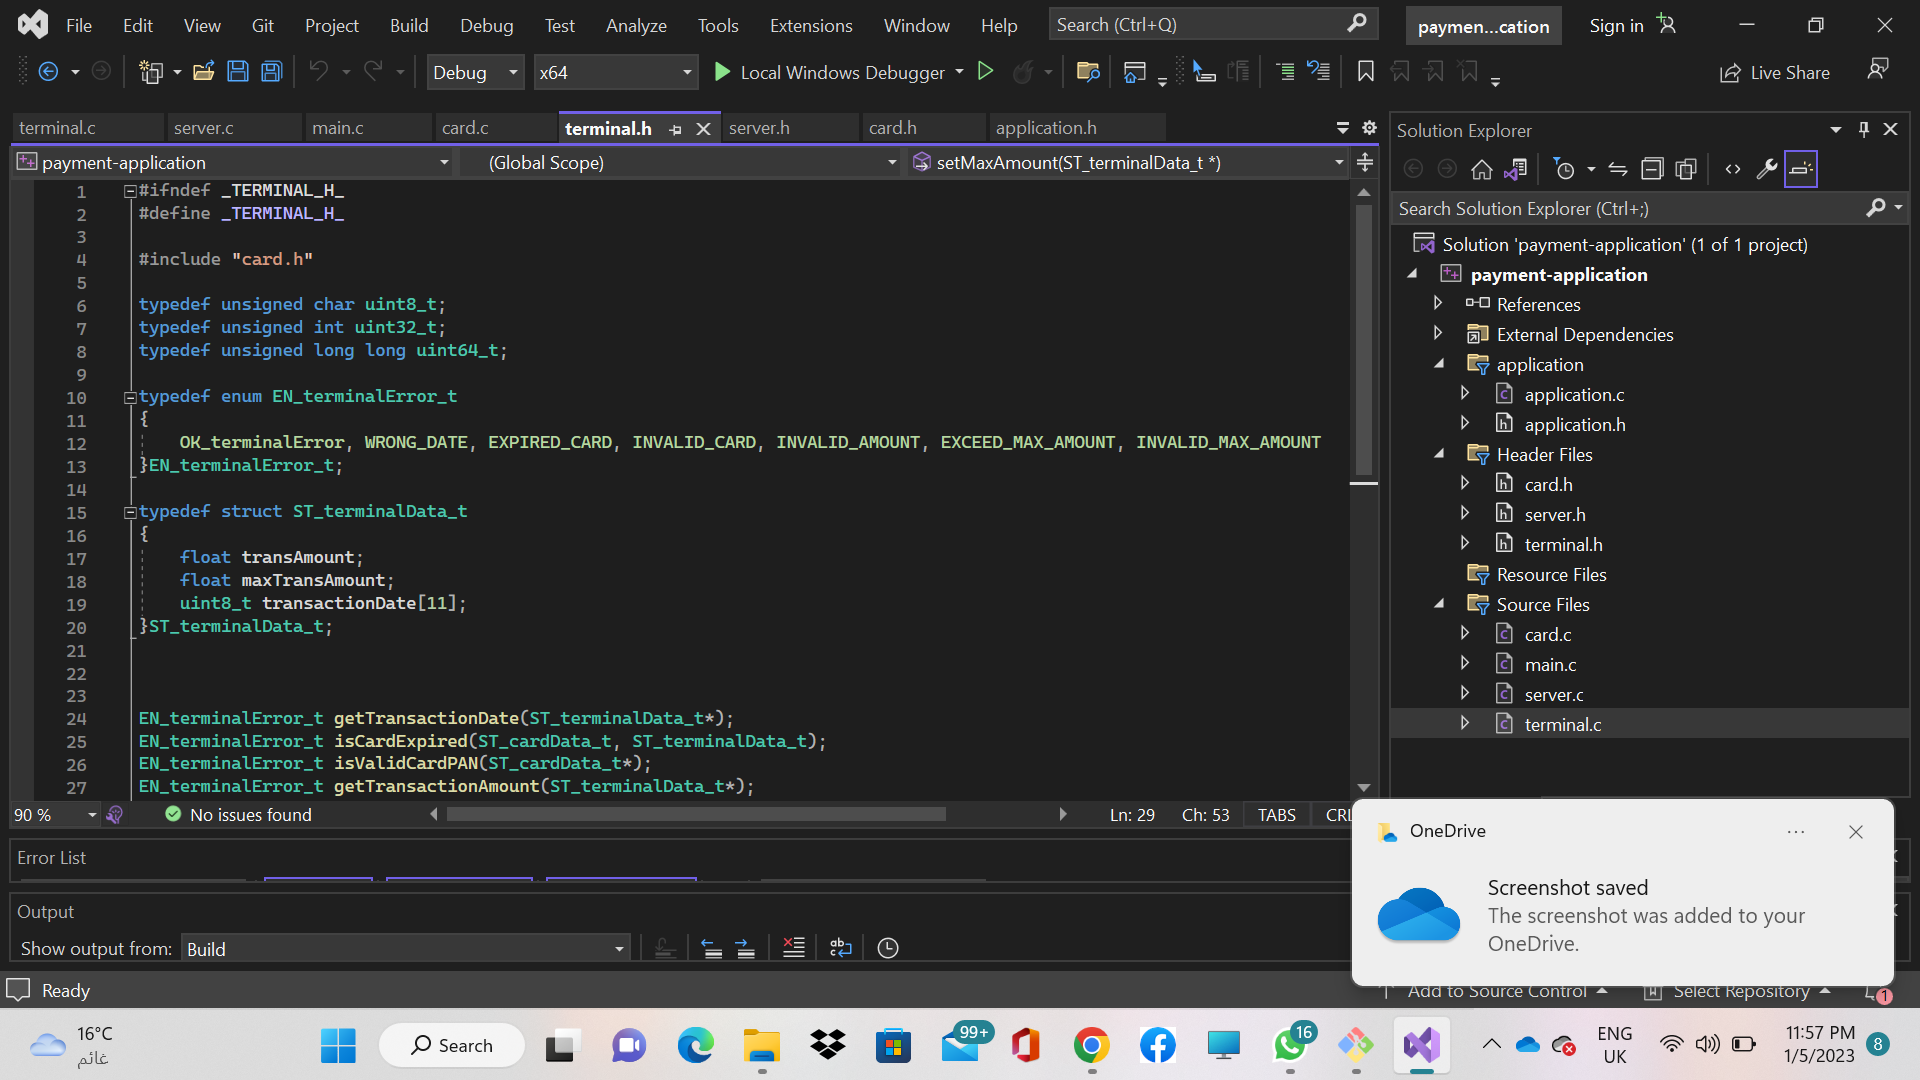 File Edit View Git Project Build Debug Test Analyze Tools Extensions Window Help Search (Ctrl+Q) paymen...cation Sign in
Debug x64 Local Windows Debugger Live Share
terminal.c server.c main.c card.c terminal.h server.h card.h application.h
payment-application (Global Scope) setMaxAmount(ST_terminalData_t *)
1 #ifndef _TERMINAL_H_
2 #define _TERMINAL_H_
3
4 #include "card.h"
5
6 typedef unsigned char uint8_t;
7 typedef unsigned int uint32_t;
8 typedef unsigned long long uint64_t;
9
10 typedef enum EN_terminalError_t
11 {
12 OK_terminalError, WRONG_DATE, EXPIRED_CARD, INVALID_CARD, INVALID_AMOUNT, EXCEED_MAX_AMOUNT, INVALID_MAX_AMOUNT
13 }EN_terminalError_t;
14
15 typedef struct ST_terminalData_t
16 {
17 float transAmount;
18 float maxTransAmount;
19 uint8_t transactionDate[11];
20 }ST_terminalData_t;
21
22
23
24 EN_terminalError_t getTransactionDate(ST_terminalData_t*);
25 EN_terminalError_t isCardExpired(ST_cardData_t, ST_terminalData_t);
26 EN_terminalError_t isValidCardPAN(ST_cardData_t*);
27 EN_terminalError_t getTransactionAmount(ST_terminalData_t*);
90 % No issues found Ln: 29 Ch: 53 TABS CRL
Error List
Output
Show output from: Build
Ready
Solution Explorer
Search Solution Explorer (Ctrl+;)
Solution 'payment-application' (1 of 1 project)
payment-application
References
External Dependencies
application
application.c
application.h
Header Files
card.h
server.h
terminal.h
Resource Files
Source Files
card.c
main.c
server.c
terminal.c
OneDrive
Screenshot saved
The screenshot was added to your
OneDrive.
Add to Source Control Select Repository 1
16°C
غائم
Search
99+
16
ENG
UK
11:57 PM
1/5/2023
8